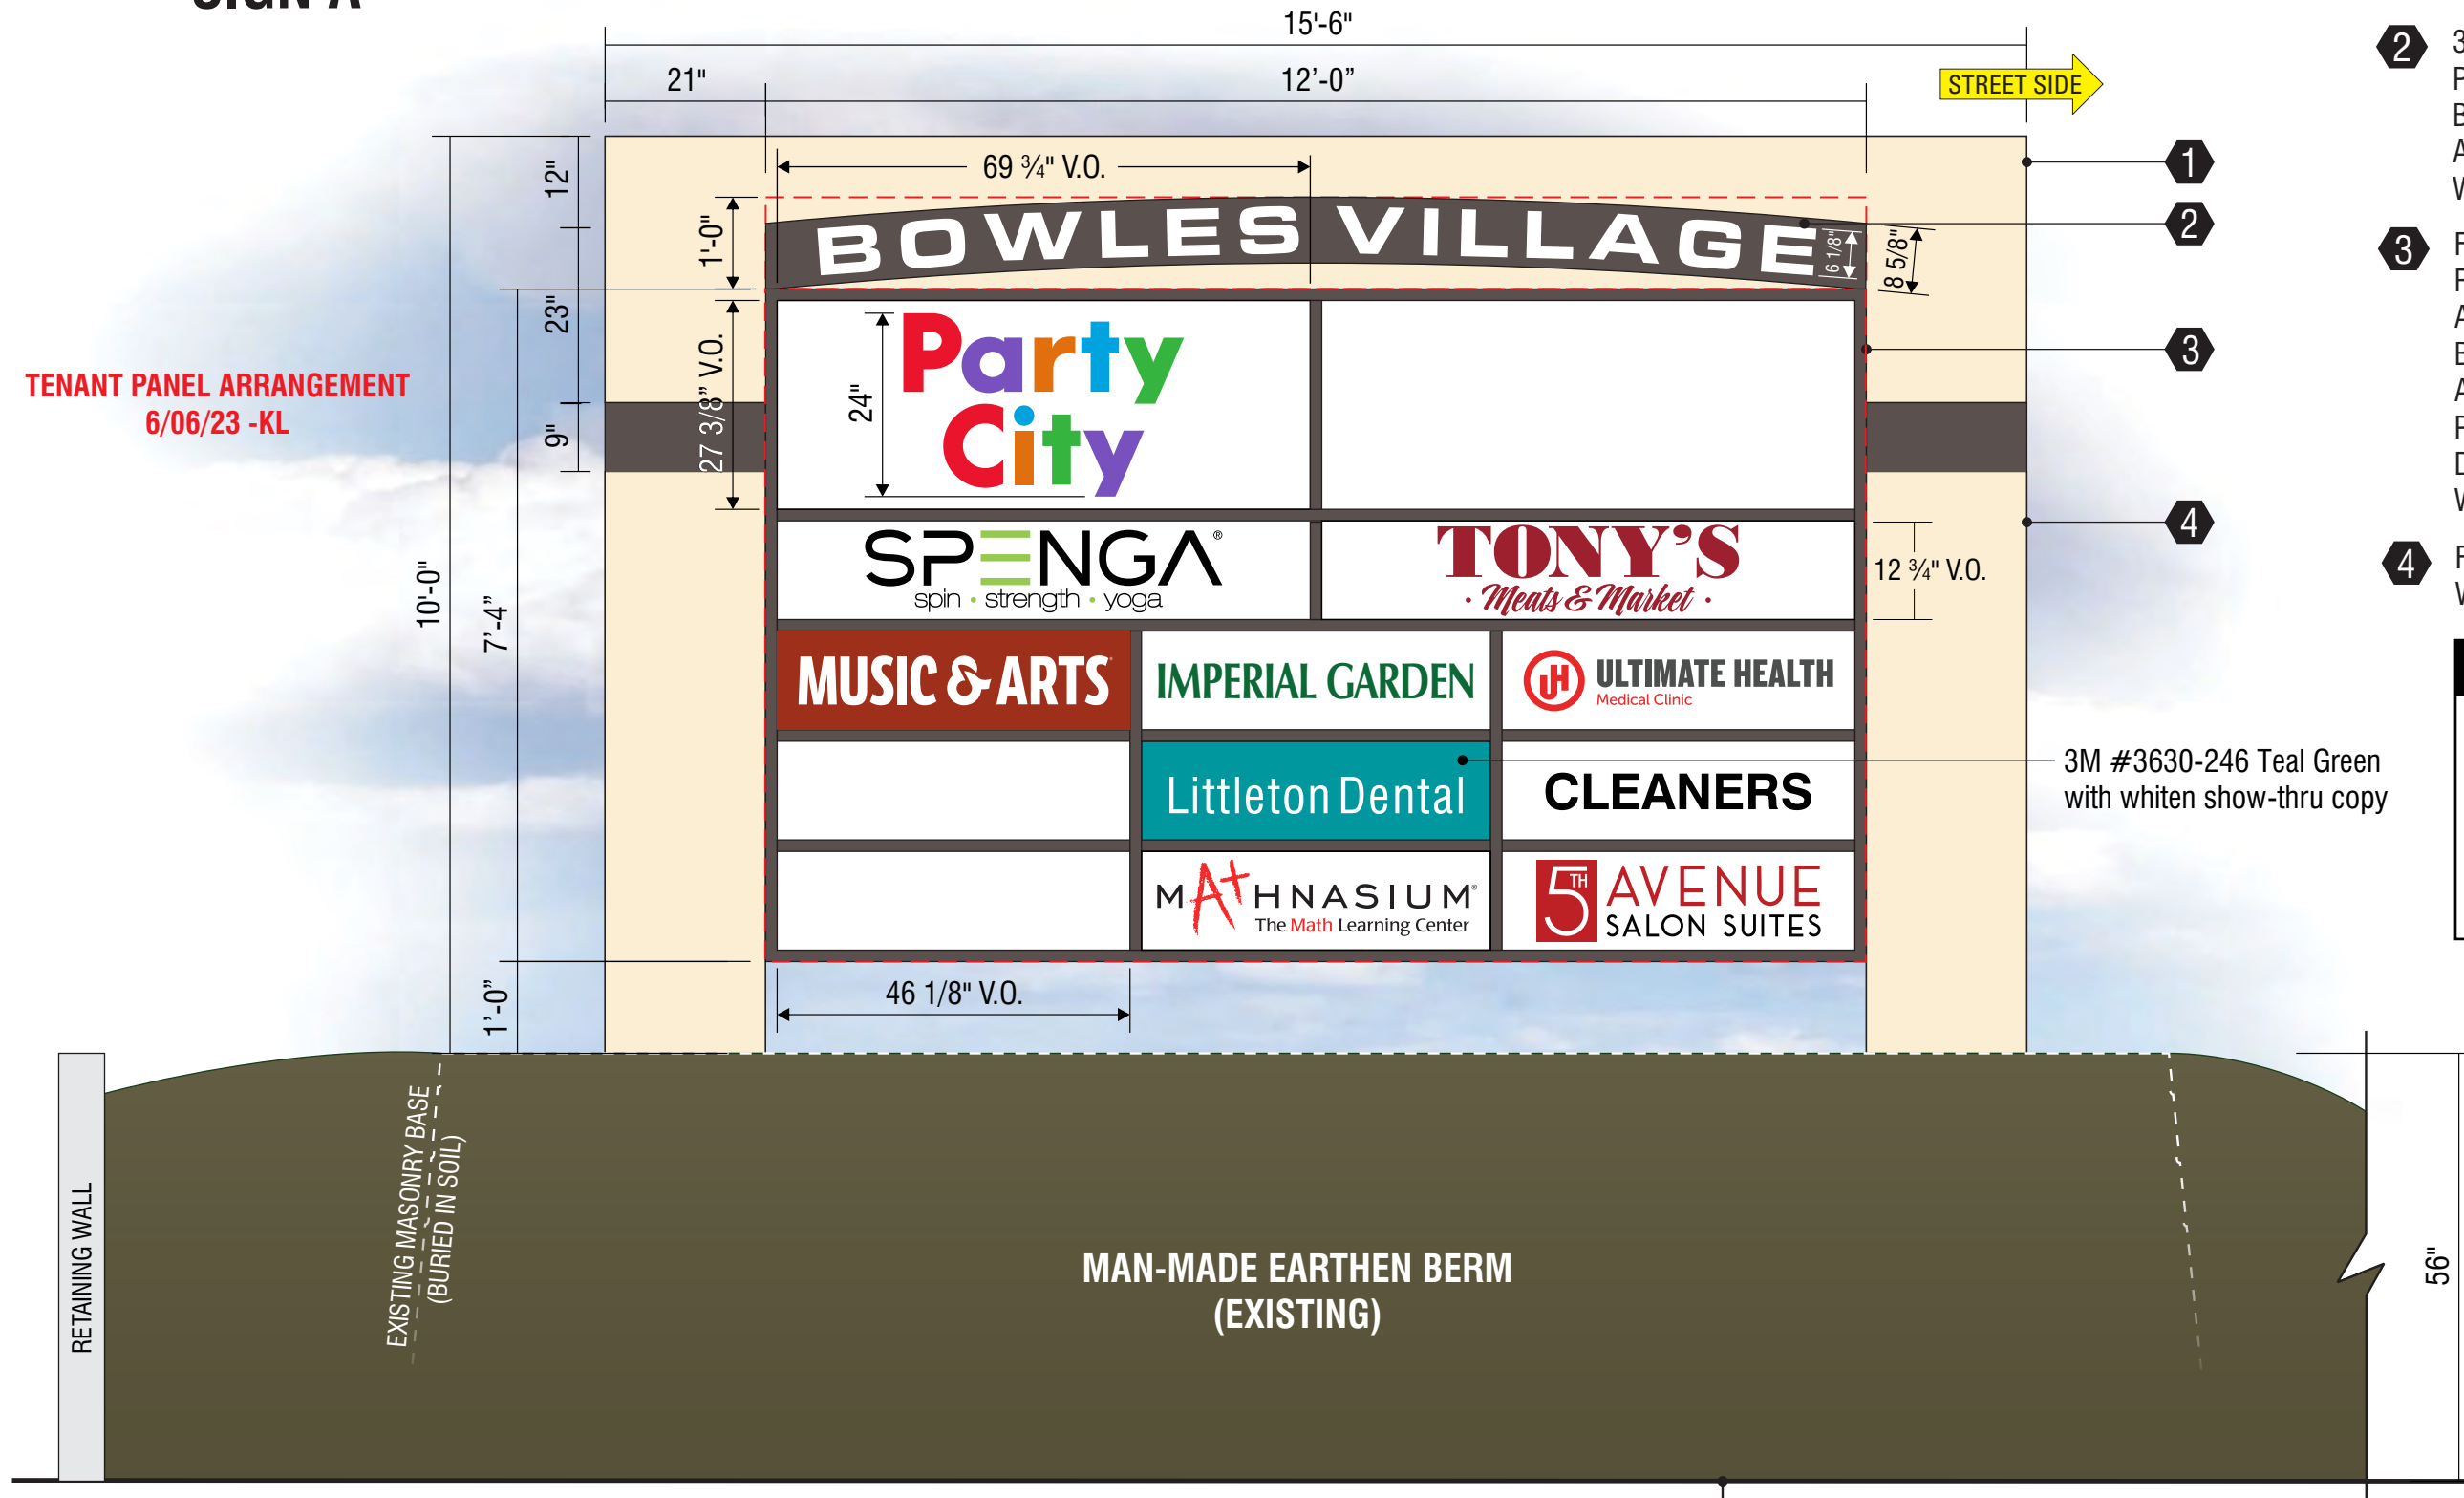 SIGN A
15'-6"
21"
12’-0”
STREET SIDE
2
3
4
12"
69 ¾" V.O.
1
2
3
4
BOWLES VILLAGE
1'-0"
6 1/8"
8 5/8"
23"
27 3/8” V.O.
24"
Party
City
TENANT PANEL ARRANGEMENT
6/06/23 -KL
9"
SPENGA®
spin • strength • yoga
TONY'S
· Meats & Market ·
12 ¾" V.O.
10'-0"
7’-4”
MUSIC & ARTS
IMPERIAL GARDEN
UH ULTIMATE HEALTH
Medical Clinic
Littleton Dental
CLEANERS
3M #3630-246 Teal Green
with whiten show-thru copy
MA+HNASIUM®
The Math Learning Center
5TH AVENUE
SALON SUITES
46 1/8" V.O.
1’-0”
EXISTING MASONRY BASE
(BURIED IN SOIL)
RETAINING WALL
MAN-MADE EARTHEN BERM
(EXISTING)
56"